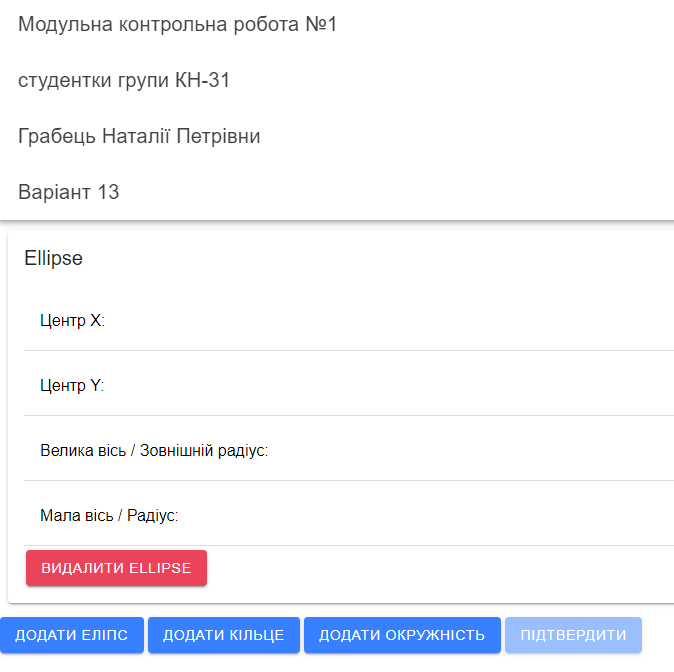 Модульна контрольна робота №1
студентки групи КН-31
Грабець Наталії Петрівни
Варіант 13
Ellipse
Центр X:
Центр Y:
Велика вісь / Зовнішній радіус:
Мала вісь / Радіус:
ВИДАЛИТИ ELLIPSE
ДОДАТИ ЕЛІПС ДОДАТИ КІЛЬЦЕ ДОДАТИ ОКРУЖНІСТЬ ПІДТВЕРДИТИ